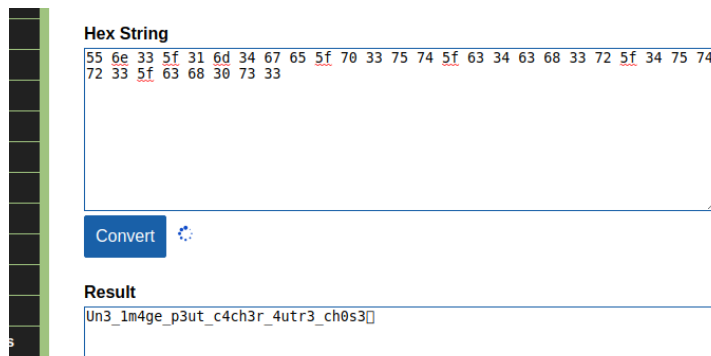 Hex String
55 6e 33 5f 31 6d 34 67 65 5f 70 33 75 74 5f 63 34 63 68 33 72 5f 34 75 74
72 33 5f 63 68 30 73 33
Convert
Result
Un3_1m4ge_p3ut_c4ch3r_4utr3_ch0s3
s